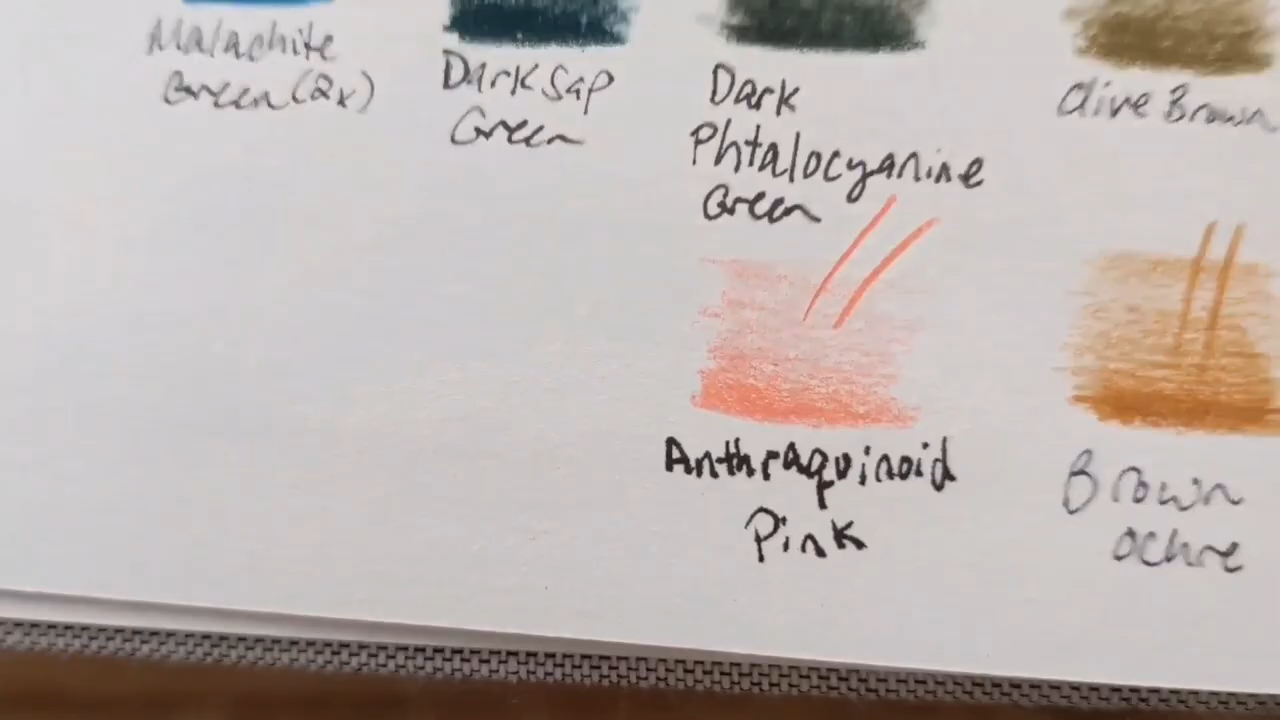 Malachite
Green (2x)
Dark Sap
Green
Dark
Phtalocyanine
Green
Olive Brown
Anthraquinoid
Pink
Brown
Ochre